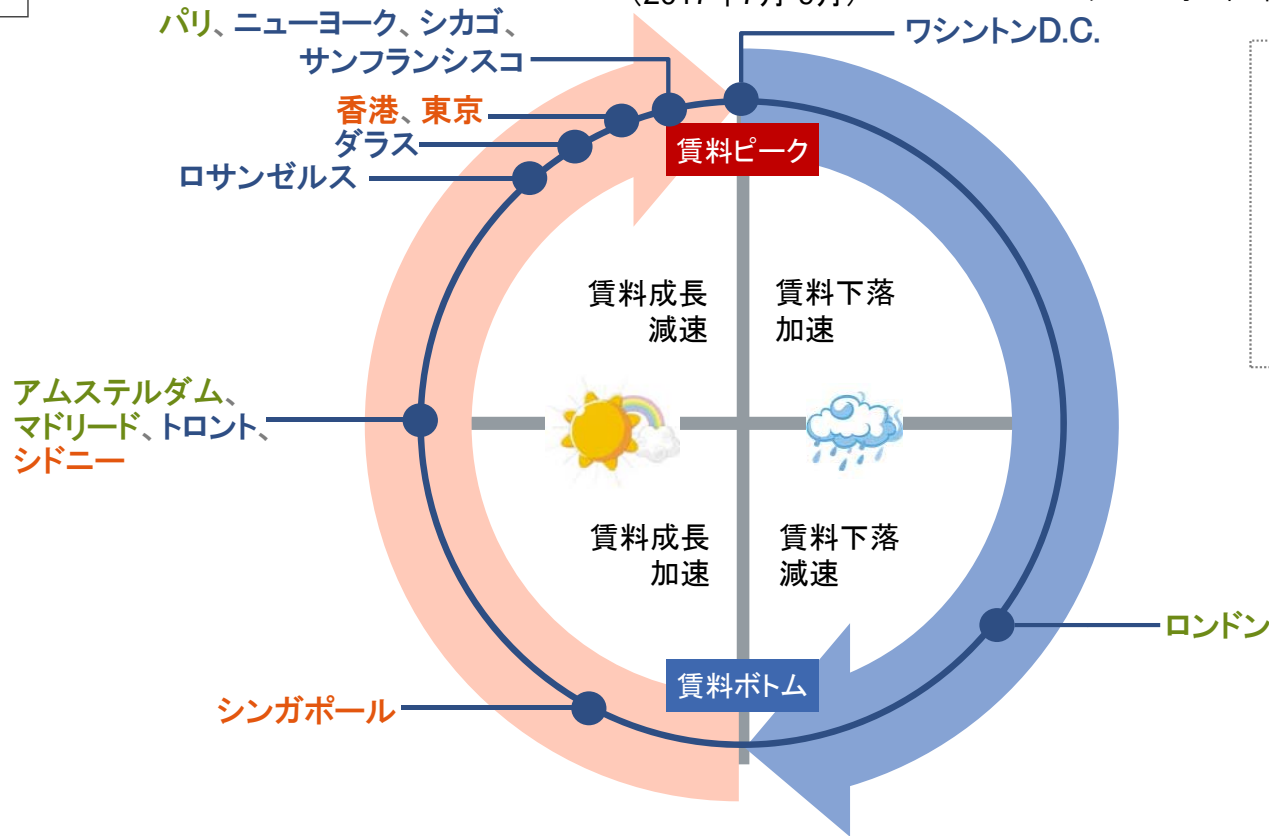 パリ、ニューヨーク、シカゴ、
サンフランシスコ
ワシントンD.C.
香港、東京
ダラス
ロサンゼルス
賃料ピーク
賃料成長
減速
賃料下落
加速
アムステルダム、
マドリード、トロント、
シドニー
賃料成長
加速
賃料下落
減速
ロンドン
賃料ボトム
シンガポール